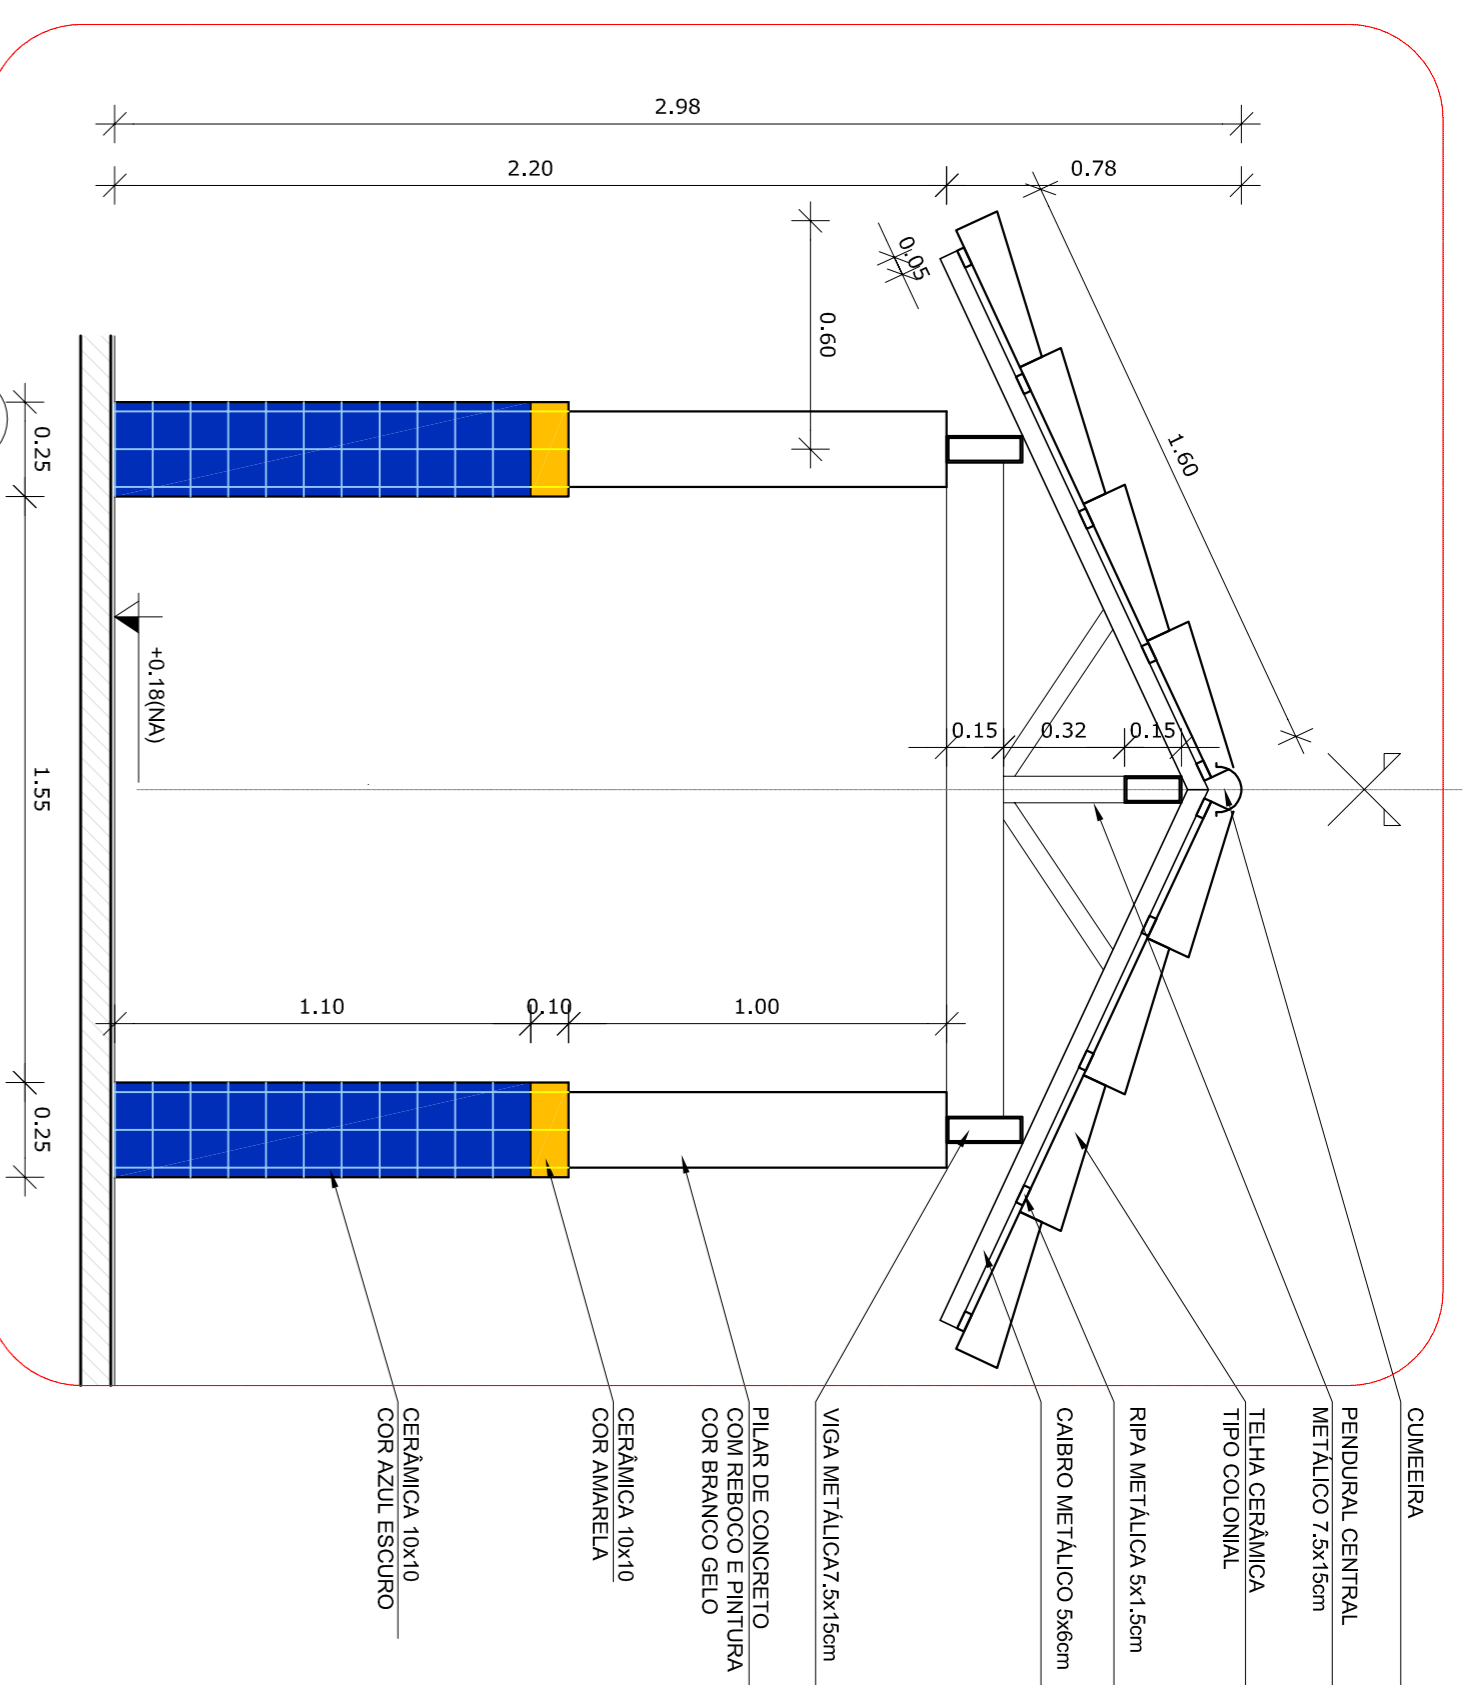 CUMEEIRA
PENDURAL CENTRAL
METÁLICO 7.5x15cm
TELHA CERÂMICA
TIPO COLONIAL
RIPA METÁLICA 5x1.5cm
CAIBRO METÁLICO 5x6cm
VIGA METÁLICA7.5x15cm
PILAR DE CONCRETO
COM REBOCO E PINTURA
COR BRANCO GELO
CERÂMICA 10x10
COR AMARELA
CERÂMICA 10x10
COR AZUL ESCURO
2.98
2.20
0.78
0.05
0.60
1.60
0.15
0.32
0.15
+0.18(NA)
1.10
0.10
1.00
0.25
1.55
0.25